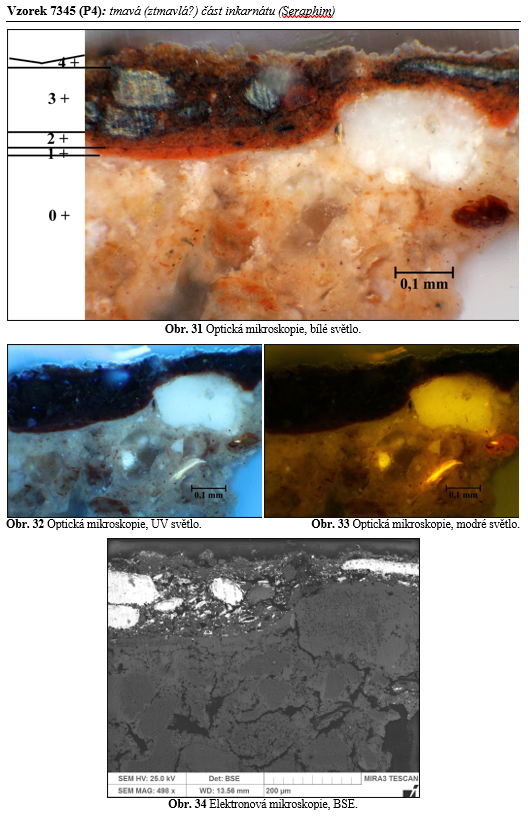 Vzorek 7345 (P4): tmavá (ztmavlá?) část inkarnátu (Seraphim)
4 +
3 +
2 +
1 +
0 +
0,1 mm
Obr. 31 Optická mikroskopie, bílé světlo.
0,1 mm
0,1 mm
Obr. 32 Optická mikroskopie, UV světlo.
Obr. 33 Optická mikroskopie, modré světlo.
SEM HV: 25.0 kV
Det: BSE
MIRA3 TESCAN
SEM MAG: 498 x
WD: 13.56 mm
200 µm
Obr. 34 Elektronová mikroskopie, BSE.